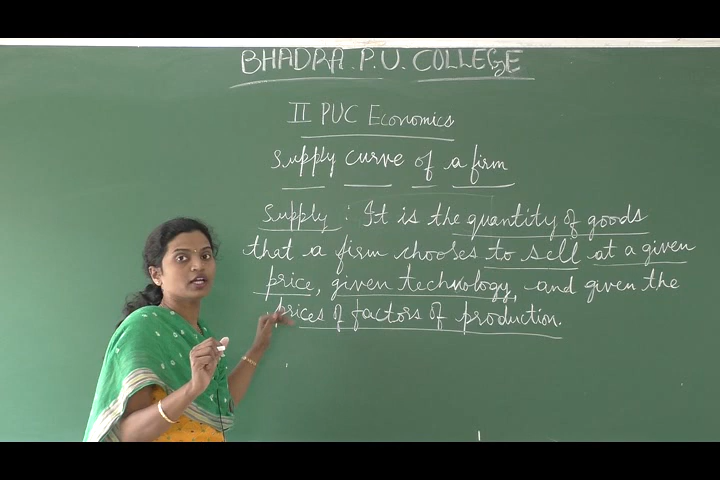 BHADRA.P.U.COLLEGE
II PUC Economics
Supply curve of a firm
Supply : It is the quantity of goods
that a firm chooses to sell at a given
price, given technology, and given the
prices of factors of production.